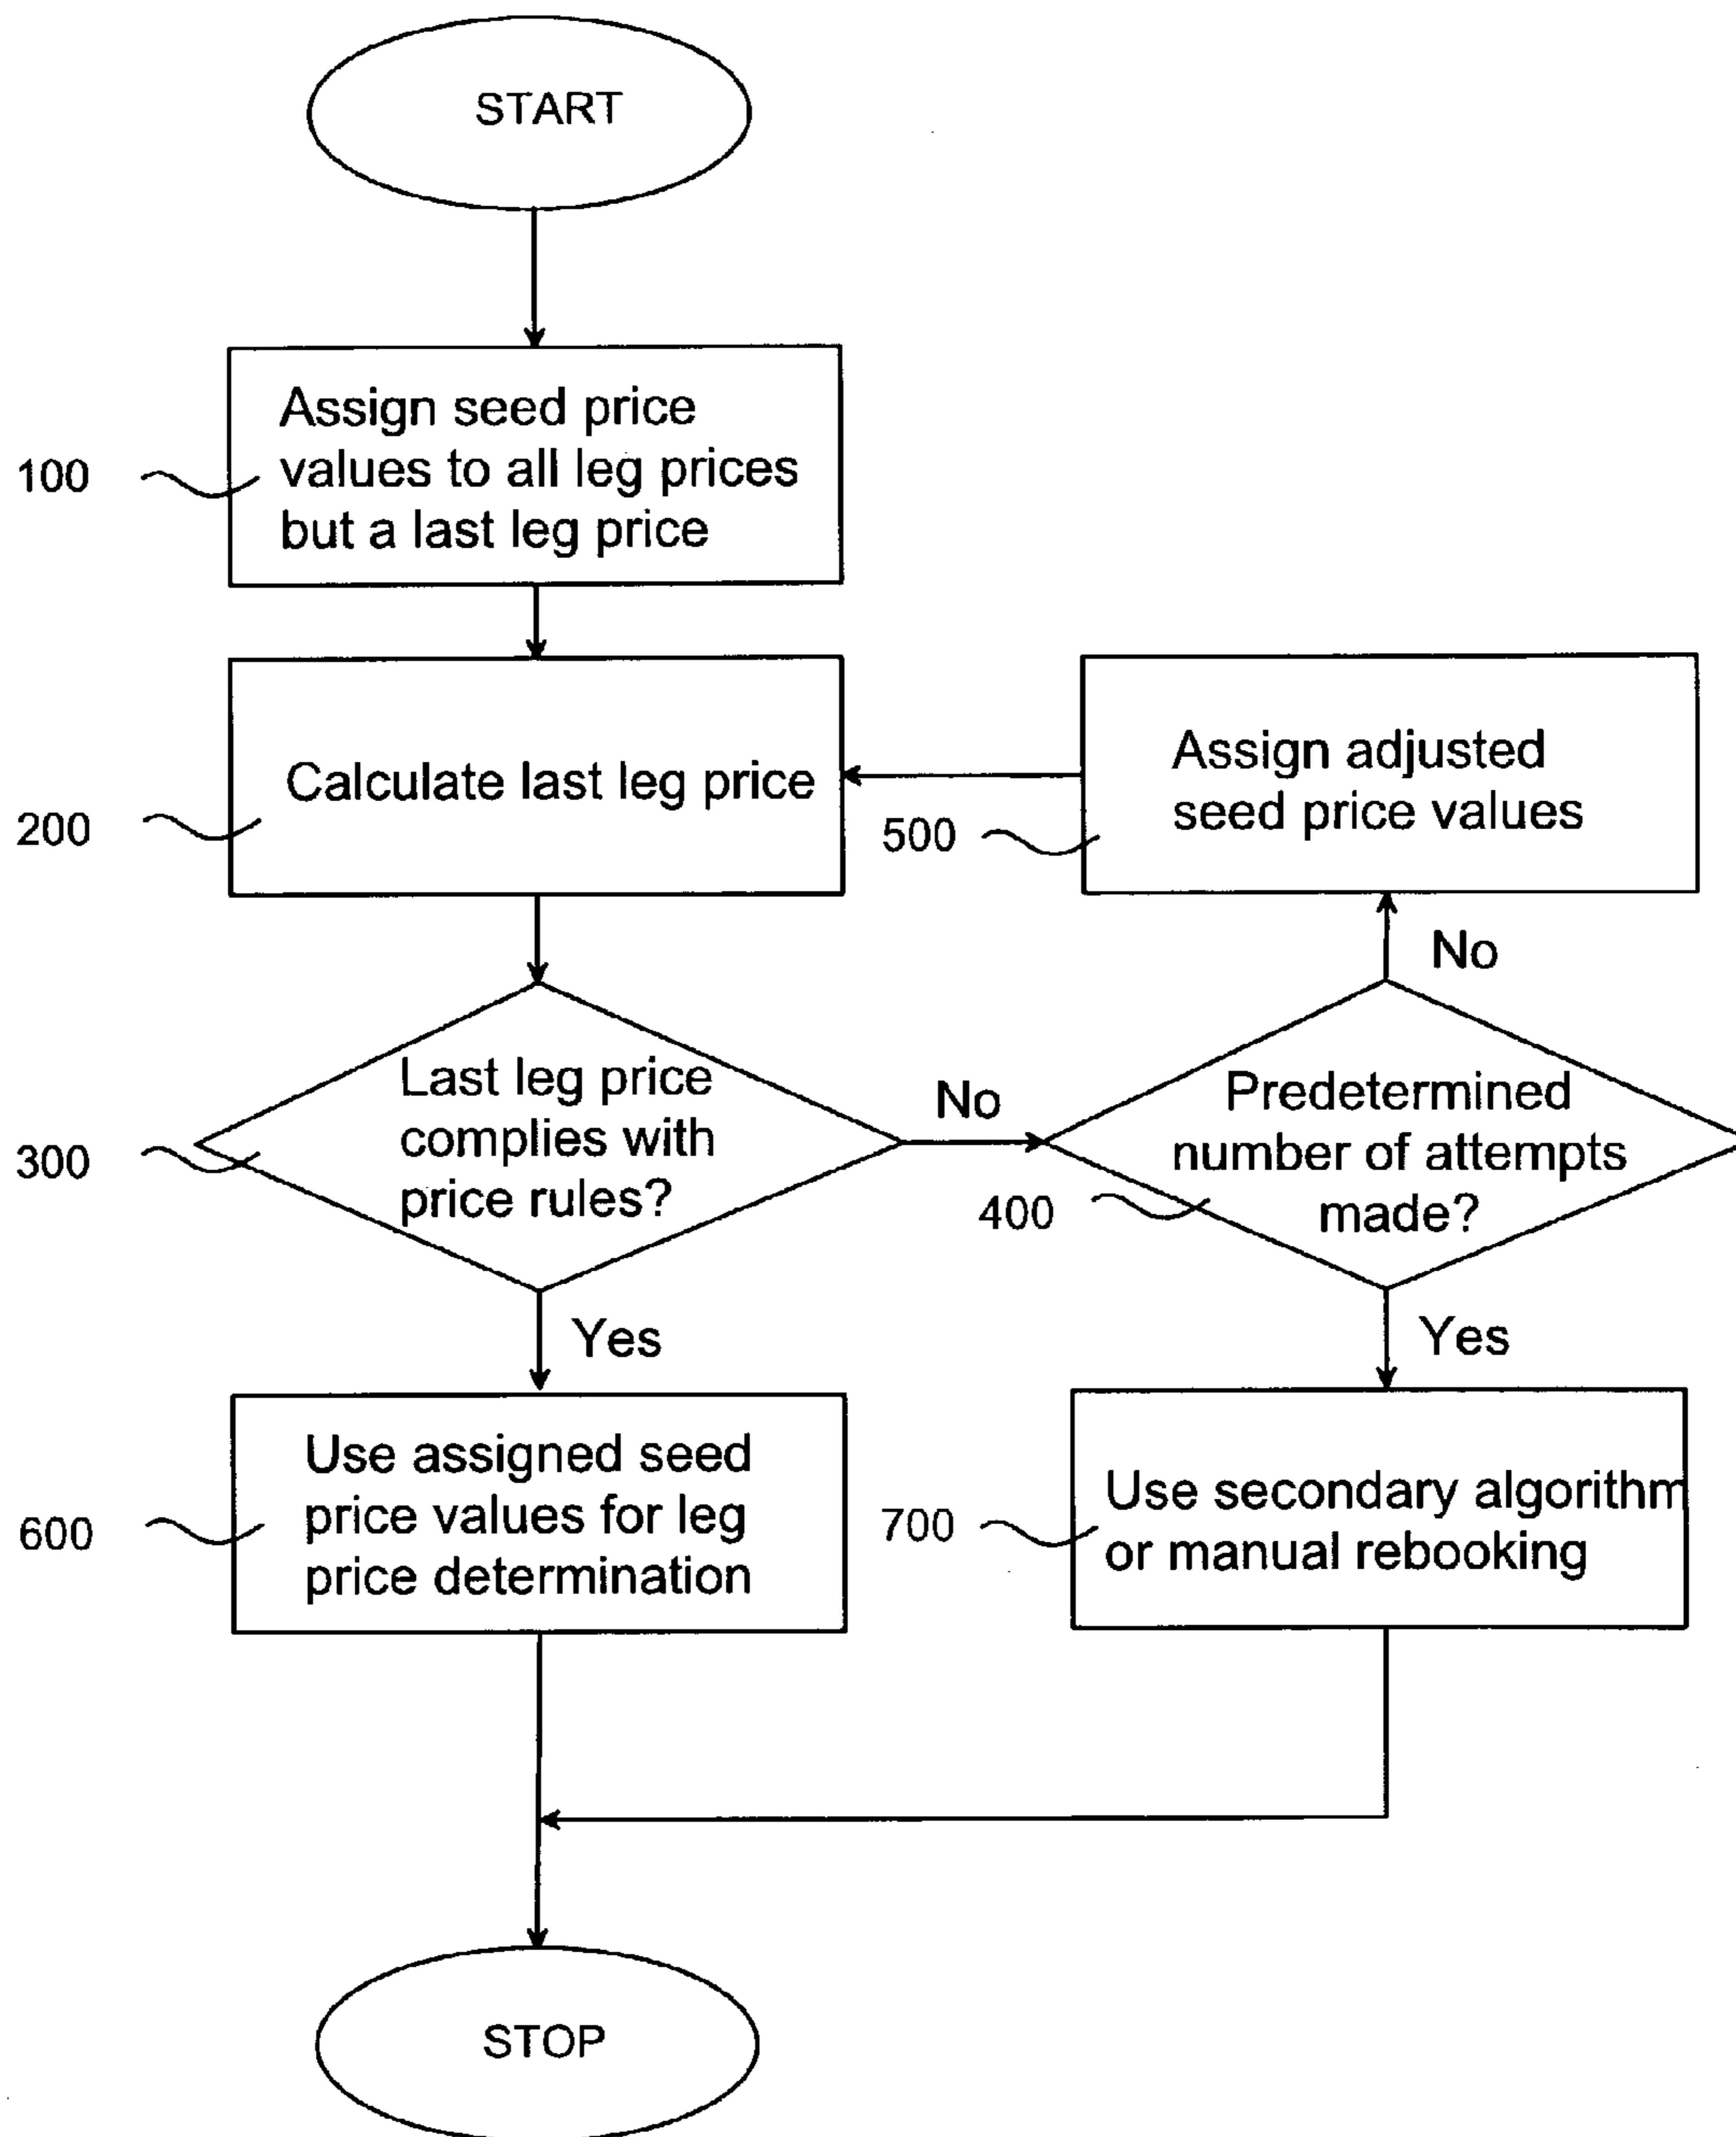 START
100
Assign seed price
values to all leg prices
but a last leg price
200
Calculate last leg price
500
Assign adjusted
seed price values
No
300
Last leg price
complies with
price rules?
No
400
Predetermined
number of attempts
made?
Yes
Yes
600
Use assigned seed
price values for leg
price determination
700
Use secondary algorithm
or manual rebooking
STOP